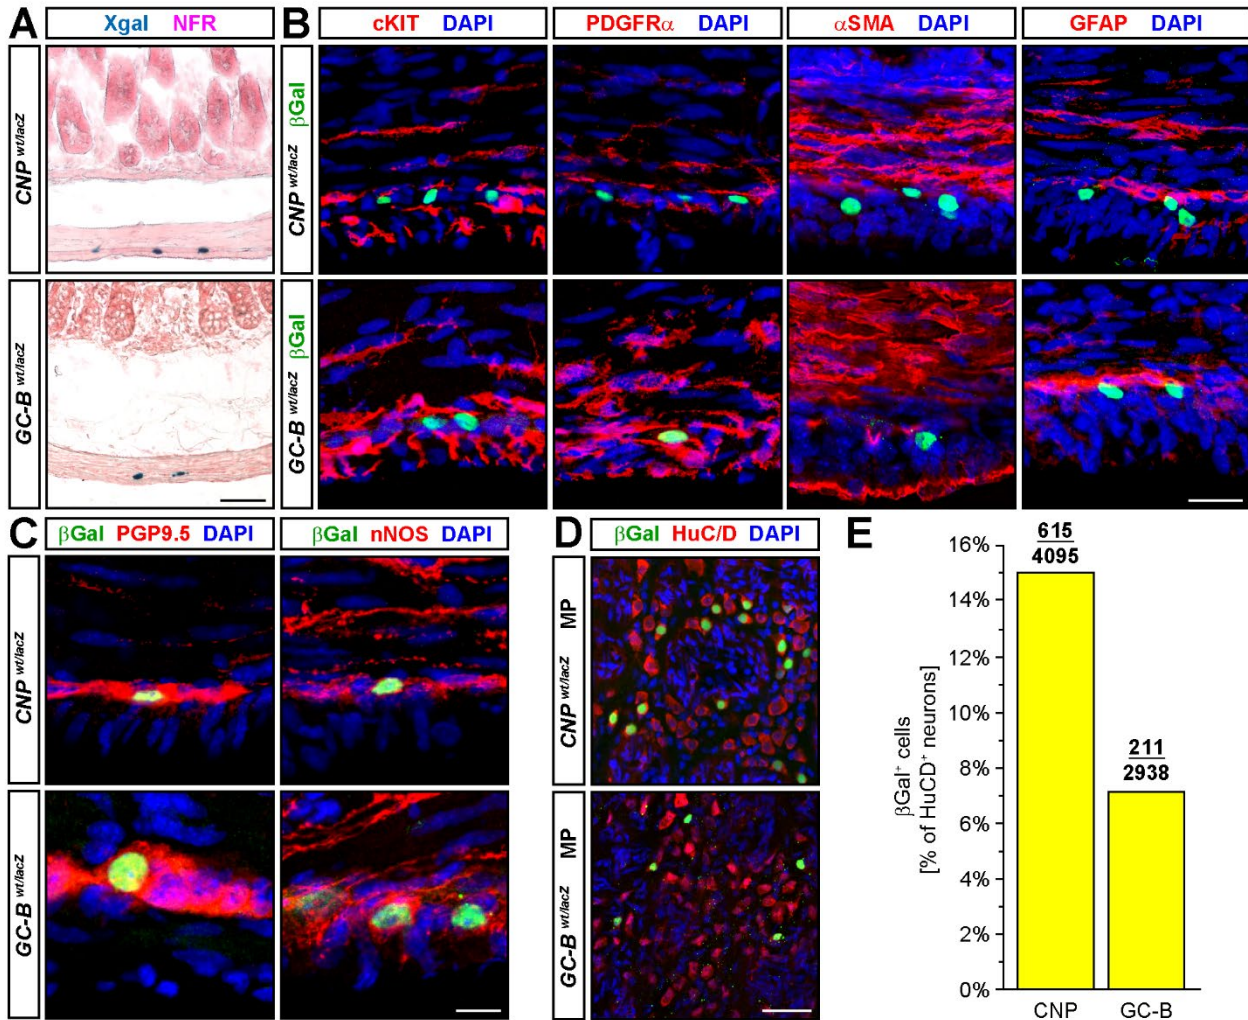 A
Xgal NFR
CNP wt/lacZ
GC-B wt/lacZ
B
cKIT DAPI
PDGFRα DAPI
αSMA DAPI
GFAP DAPI
CNP wt/lacZ βGal
GC-B wt/lacZ βGal
C
βGal PGP9.5 DAPI
βGal nNOS DAPI
CNP wt/lacZ
GC-B wt/lacZ
D
βGal HuC/D DAPI
CNP wt/lacZ MP
GC-B wt/lacZ MP
E
615
4095
211
2938
16%
14%
12%
10%
8%
6%
4%
2%
0%
βGal⁺ cells
[% of HuCD⁺ neurons]
CNP
GC-B